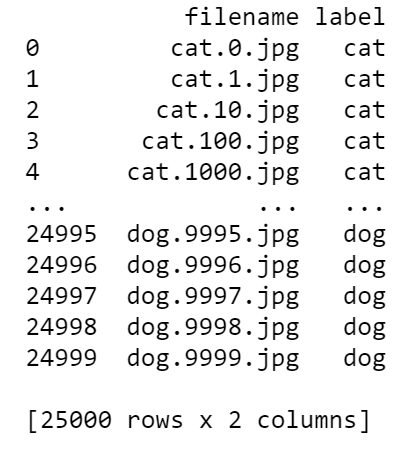 filename label
0 cat.0.jpg cat
1 cat.1.jpg cat
2 cat.10.jpg cat
3 cat.100.jpg cat
4 cat.1000.jpg cat
... ... ...
24995 dog.9995.jpg dog
24996 dog.9996.jpg dog
24997 dog.9997.jpg dog
24998 dog.9998.jpg dog
24999 dog.9999.jpg dog
[25000 rows x 2 columns]